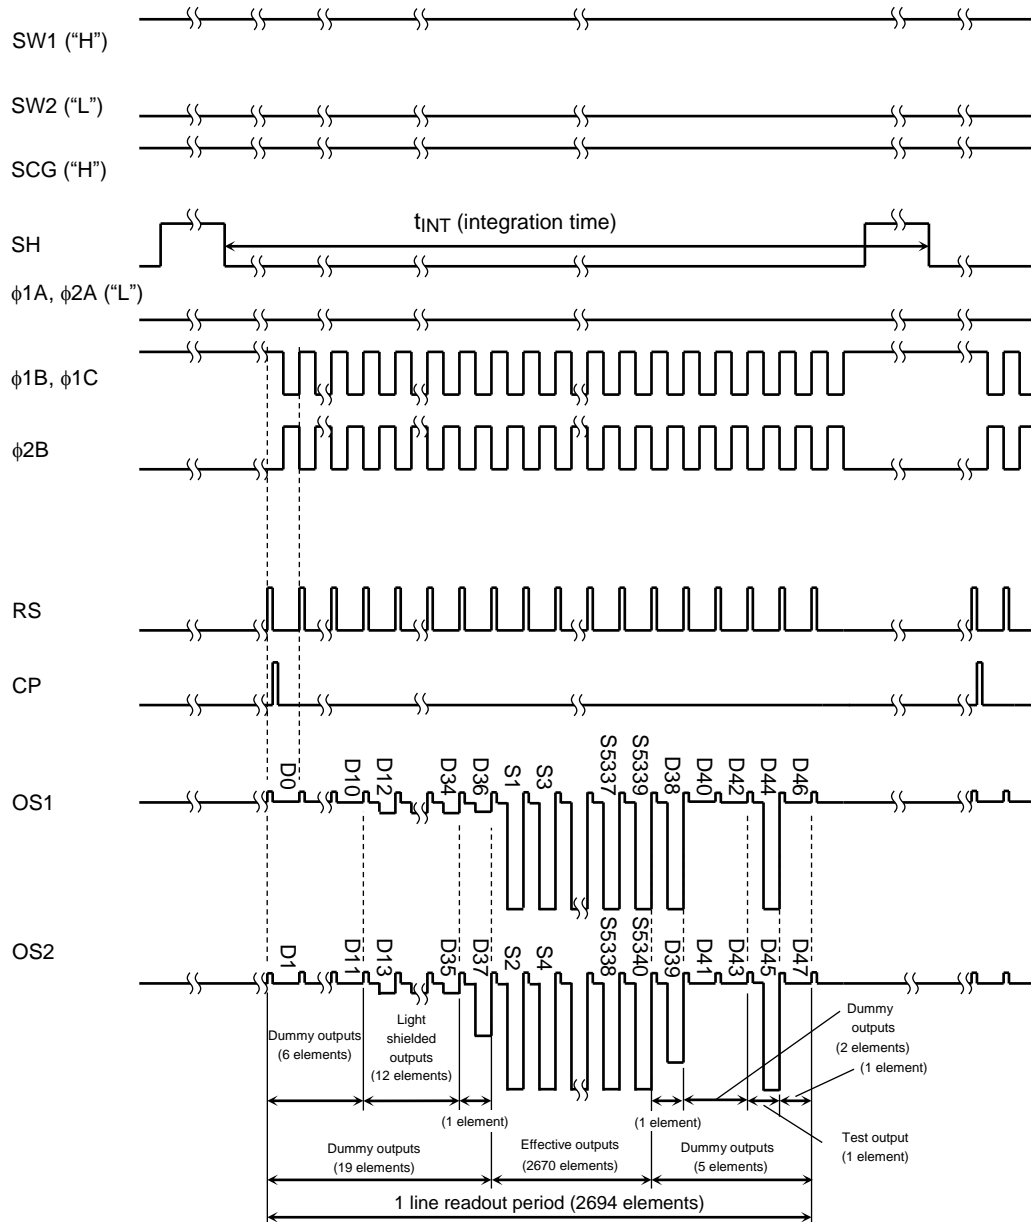 SW1 (“H”)
SW2 (“L”)
SCG (“H”)
SH
tINT (integration time)
ϕ1A, ϕ2A (“L”)
ϕ1B, ϕ1C
ϕ2B
RS
CP
OS1
D0
D10
D12
D34
D36
S1
S3
S5337
S5339
D38
D40
D42
D44
D46
OS2
D1
D11
D13
D35
D37
S2
S4
S5338
S5340
D39
D41
D43
D45
D47
Dummy outputs
(6 elements)
Light
shielded
outputs
(12 elements)
(1 element)
(1 element)
Dummy
outputs
(2 elements)
(1 element)
Test output
(1 element)
Dummy outputs
(19 elements)
Effective outputs
(2670 elements)
Dummy outputs
(5 elements)
1 line readout period (2694 elements)